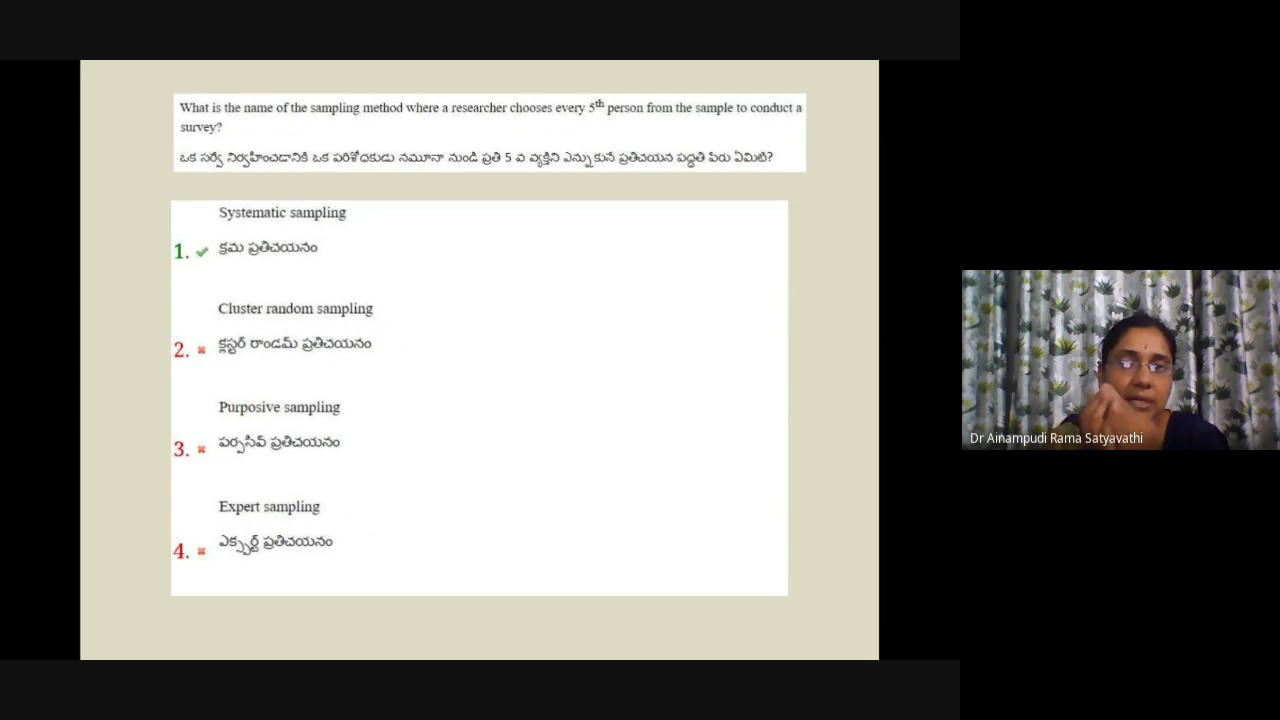 What is the name of the sampling method where a researcher chooses every 5th person from the sample to conduct a
survey?
ఒక సర్వే నిర్వహించడానికి ఒక పరిశోధకుడు నమూనా నుండి ప్రతి 5 వ వ్యక్తిని ఎన్నుకునే ప్రతిచయన పద్ధతి పేరు ఏమిటి?
Systematic sampling
1. క్రమ ప్రతిచయనం
Cluster random sampling
2. క్లస్టర్ రాండమ్ ప్రతిచయనం
Purposive sampling
3. పర్పసివ్ ప్రతిచయనం
Expert sampling
4. ఎక్స్పర్ట్ ప్రతిచయనం
Dr Ainampudi Rama Satyavathi